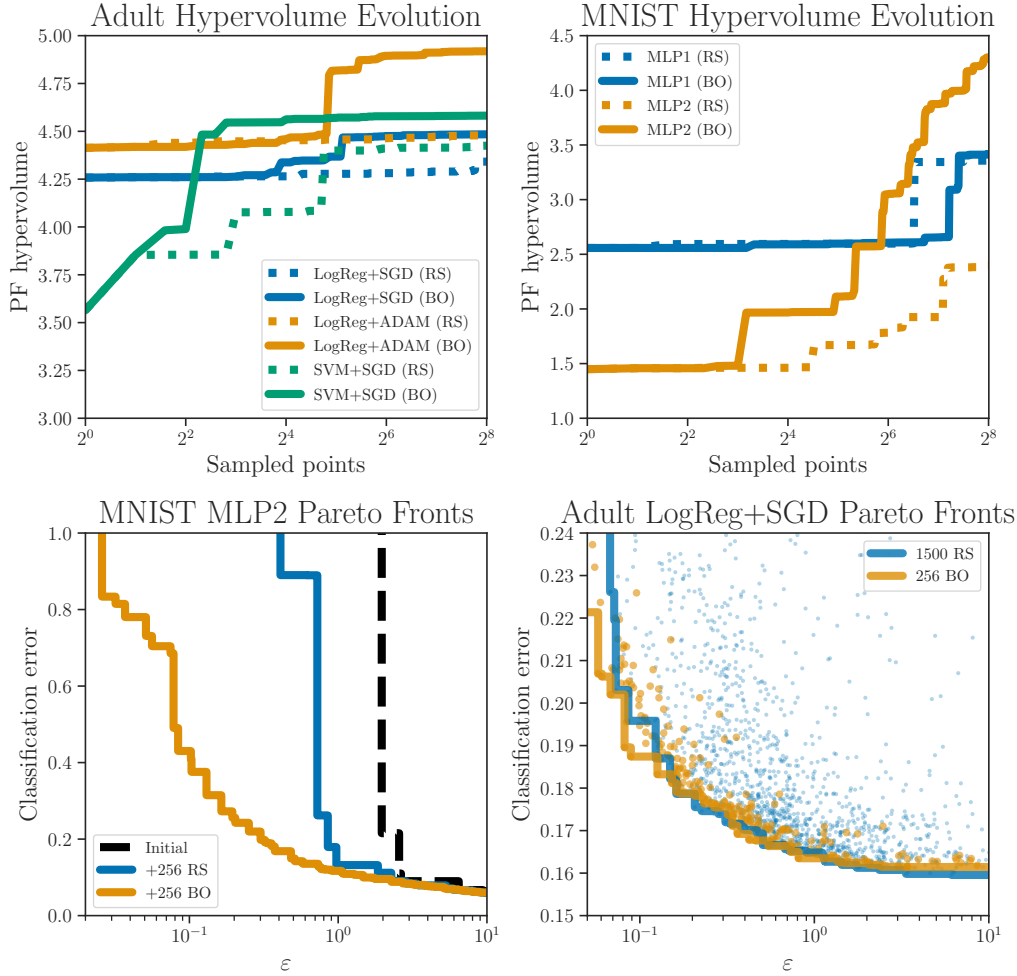 Adult Hypervolume Evolution
5.00
4.75
4.50
4.25
4.00
3.75
3.50
3.25
3.00
PF hypervolume
LogReg+SGD (RS)
LogReg+SGD (BO)
LogReg+ADAM (RS)
LogReg+ADAM (BO)
SVM+SGD (RS)
SVM+SGD (BO)
2^0 2^2 2^4 2^6 2^8
Sampled points
MNIST Hypervolume Evolution
4.5
4.0
3.5
3.0
2.5
2.0
1.5
1.0
PF hypervolume
MLP1 (RS)
MLP1 (BO)
MLP2 (RS)
MLP2 (BO)
2^0 2^2 2^4 2^6 2^8
Sampled points
MNIST MLP2 Pareto Fronts
1.0
0.8
0.6
0.4
0.2
0.0
Classification error
Initial
+256 RS
+256 BO
10^-1 10^0 10^1
ε
Adult LogReg+SGD Pareto Fronts
0.24
0.23
0.22
0.21
0.20
0.19
0.18
0.17
0.16
0.15
Classification error
1500 RS
256 BO
10^-1 10^0 10^1
ε